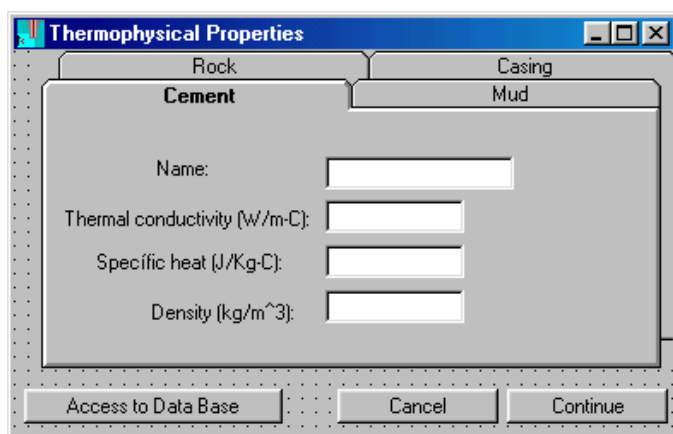 Thermophysical Properties
Rock Casing
Cement Mud
Name:
Thermal conductivity (W/m-C):
Specífic heat (J/Kg-C):
Density (kg/m^3):
Access to Data Base Cancel Continue